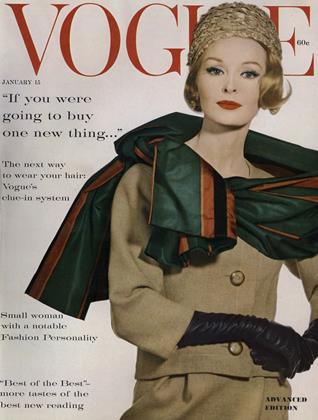 VOGUE
60c
JANUARY 15
"If you were
going to buy
one new thing..."
The next way
to wear your hair:
Vogue's
clue-in system
Small woman
with a notable
Fashion Personality
"Best of the Best"–
more tastes of the
best new reading
ADVANCED
EDITION